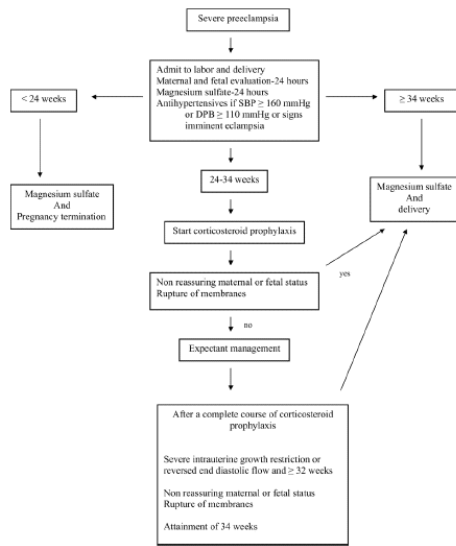 Severe preeclampsia
Admit to labor and delivery
Maternal and fetal evaluation-24 hours
Magnesium sulfate-24 hours
Antihypertensives if SBP ≥ 160 mmHg
or DPB ≥ 110 mmHg or signs
imminent eclampsia
< 24 weeks
≥ 34 weeks
24-34 weeks
Magnesium sulfate
And
Pregnancy termination
Magnesium sulfate
And
delivery
Start corticosteroid prophylaxis
yes
Non reassuring maternal or fetal status
Rupture of membranes
no
Expectant management
After a complete course of corticosteroid
prophylaxis
Severe intrauterine growth restriction or
reversed end diastolic flow and ≥ 32 weeks
Non reassuring maternal or fetal status
Rupture of membranes
Attainment of 34 weeks